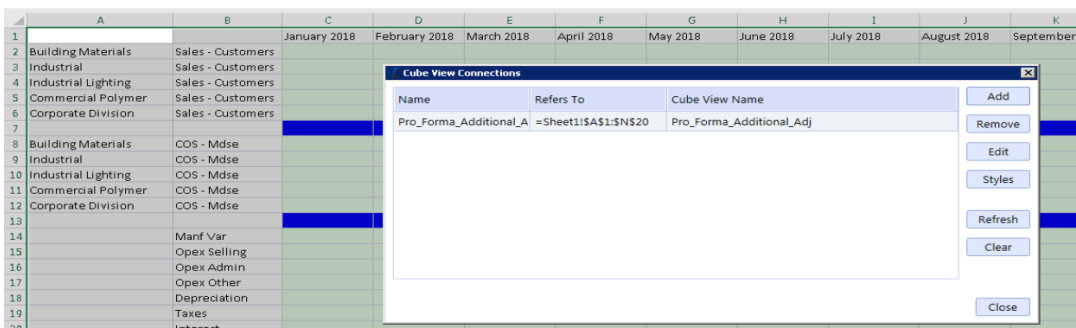 A B C D E F G H I J K
1 January 2018 February 2018 March 2018 April 2018 May 2018 June 2018 July 2018 August 2018 September
2 Building Materials Sales - Customers
3 Industrial Sales - Customers
4 Industrial Lighting Sales - Customers
5 Commercial Polymer Sales - Customers
6 Corporate Division Sales - Customers
7
8 Building Materials COS - Mdse
9 Industrial COS - Mdse
10 Industrial Lighting COS - Mdse
11 Commercial Polymer COS - Mdse
12 Corporate Division COS - Mdse
13
14 Manf Var
15 Opex Selling
16 Opex Admin
17 Opex Other
18 Depreciation
19 Taxes
Cube View Connections
Name Refers To Cube View Name
Pro_Forma_Additional_A =Sheet1!$A$1:$N$20 Pro_Forma_Additional_Adj
Add
Remove
Edit
Styles
Refresh
Clear
Close